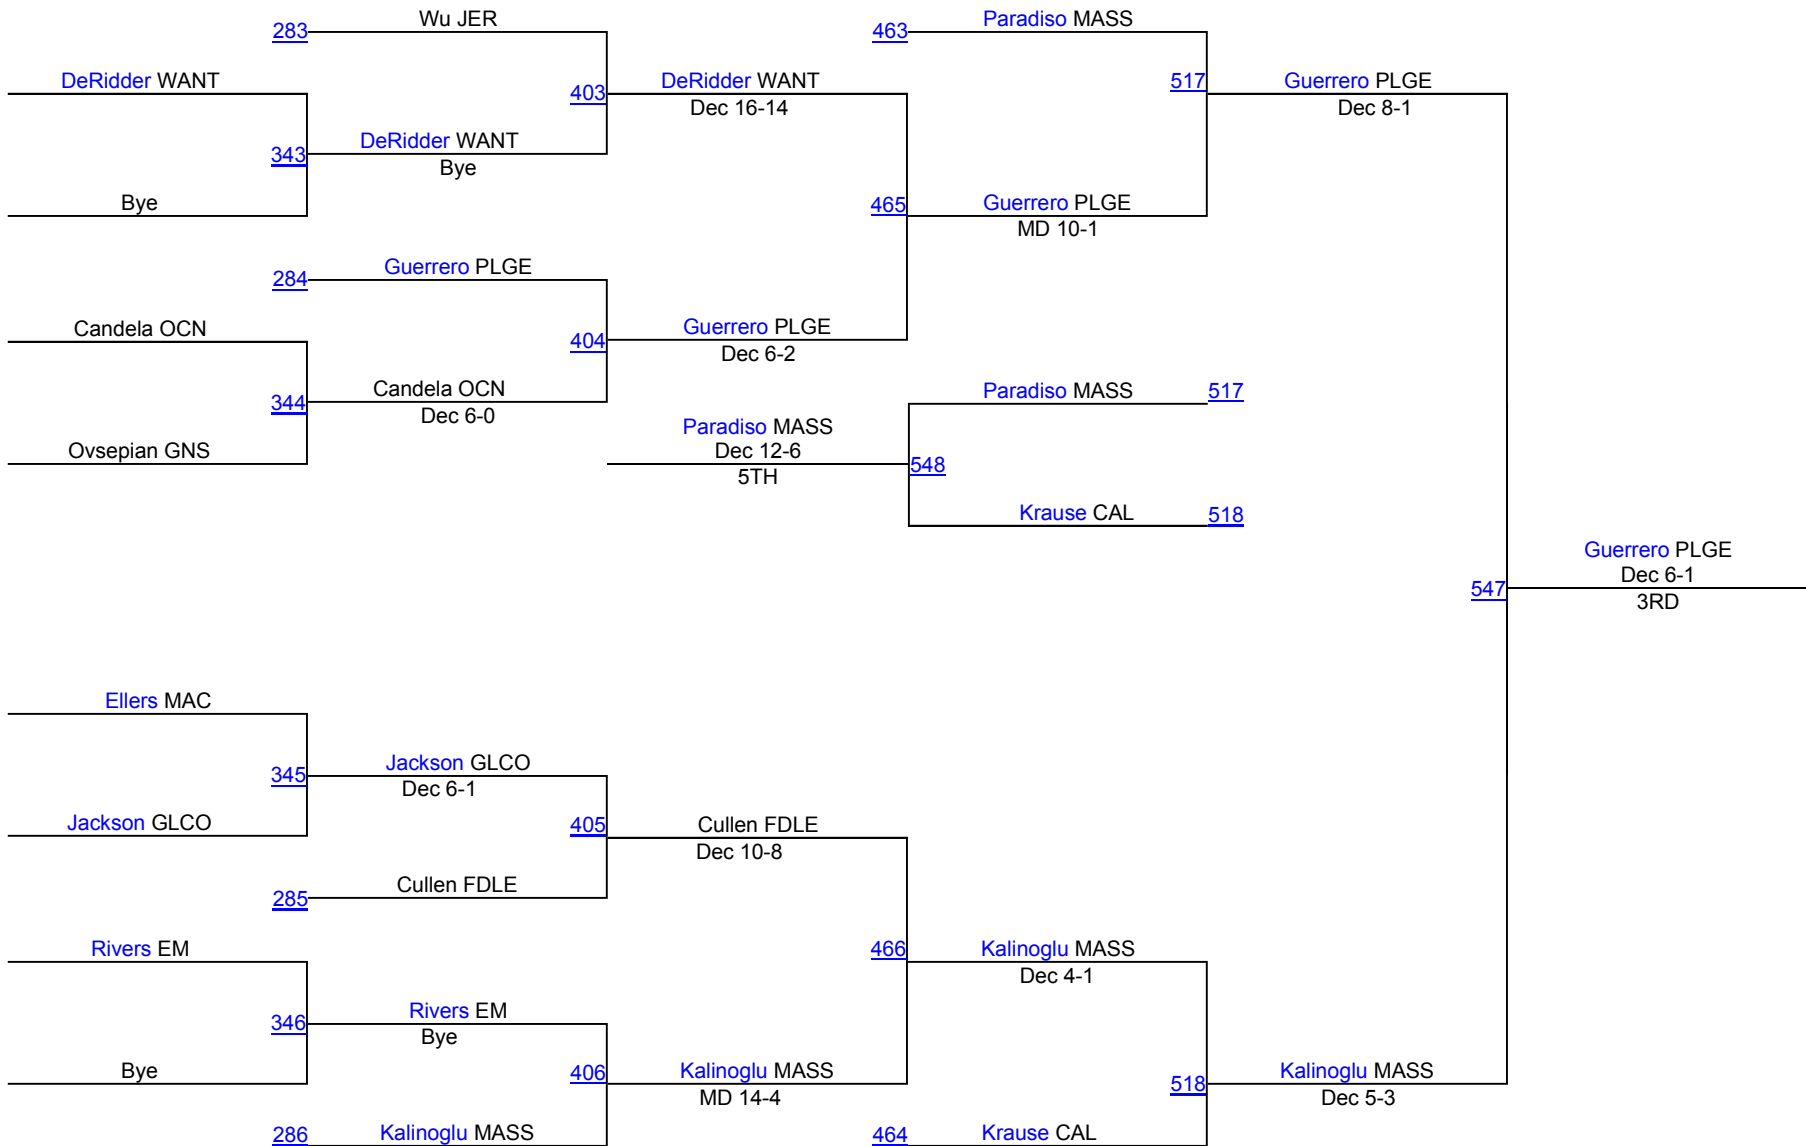 283
Wu JER
463
Paradiso MASS
DeRidder WANT
403
DeRidder WANT
Dec 16-14
517
Guerrero PLGE
Dec 8-1
343
DeRidder WANT
Bye
Bye
465
Guerrero PLGE
MD 10-1
284
Guerrero PLGE
Candela OCN
404
Guerrero PLGE
Dec 6-2
344
Candela OCN
Dec 6-0
Paradiso MASS
517
Ovsepian GNS
Paradiso MASS
Dec 12-6
5TH
548
Krause CAL
518
547
Guerrero PLGE
Dec 6-1
3RD
Ellers MAC
345
Jackson GLCO
Dec 6-1
Jackson GLCO
405
Cullen FDLE
Dec 10-8
285
Cullen FDLE
Rivers EM
466
Kalinoglu MASS
Dec 4-1
346
Rivers EM
Bye
Bye
406
Kalinoglu MASS
MD 14-4
518
Kalinoglu MASS
Dec 5-3
286
Kalinoglu MASS
464
Krause CAL